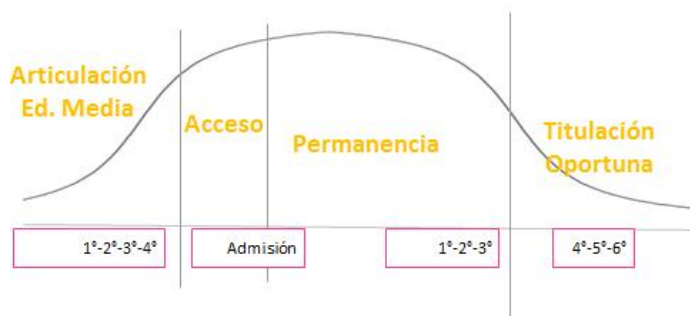 Articulación
Ed. Media
Acceso
Permanencia
Titulación
Oportuna
1°-2°-3°-4°
Admisión
1°-2°-3°
4°-5°-6°